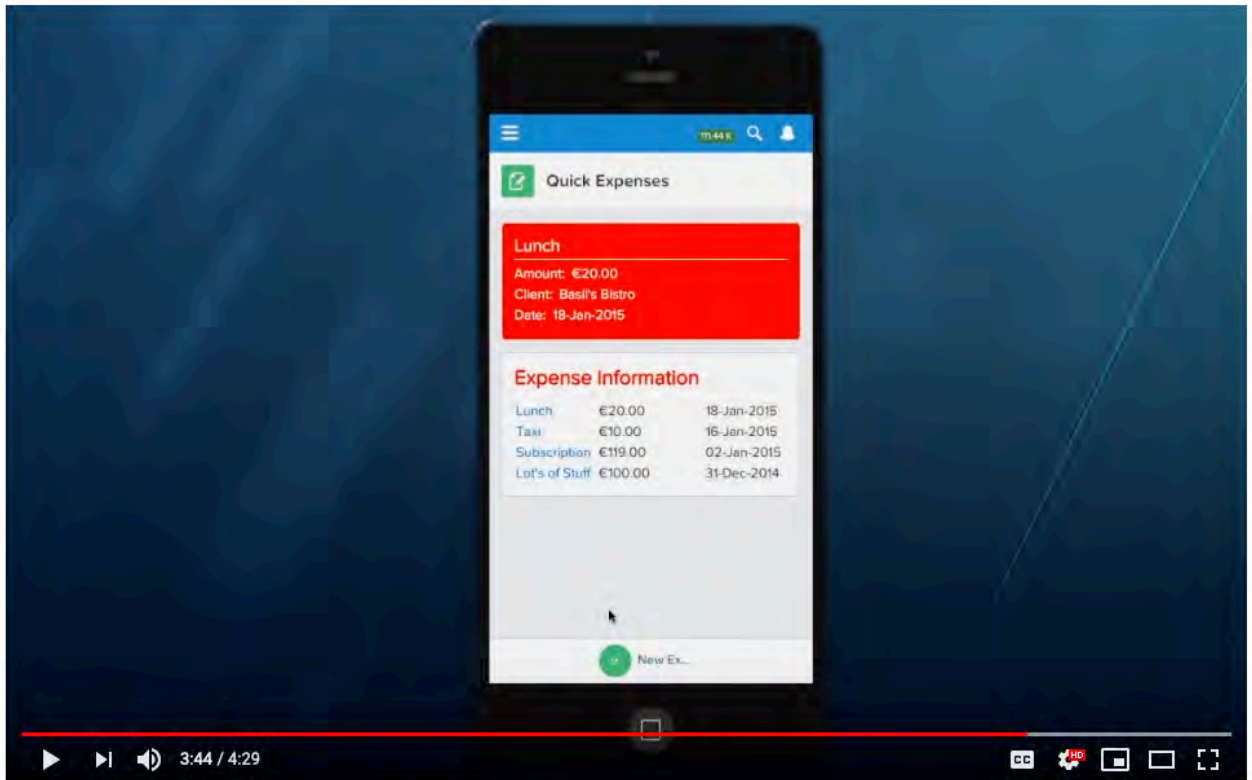 Quick Expenses
Lunch
Amount: €20.00
Client: Basil's Bistro
Date: 18-Jan-2015
Expense Information
Lunch €20.00 18-Jan-2015
Taxi €10.00 16-Jan-2015
Subscription €119.00 02-Jan-2015
Lot's of Stuff €100.00 31-Dec-2014
New Ex...
3:44 / 4:29
CC
HD